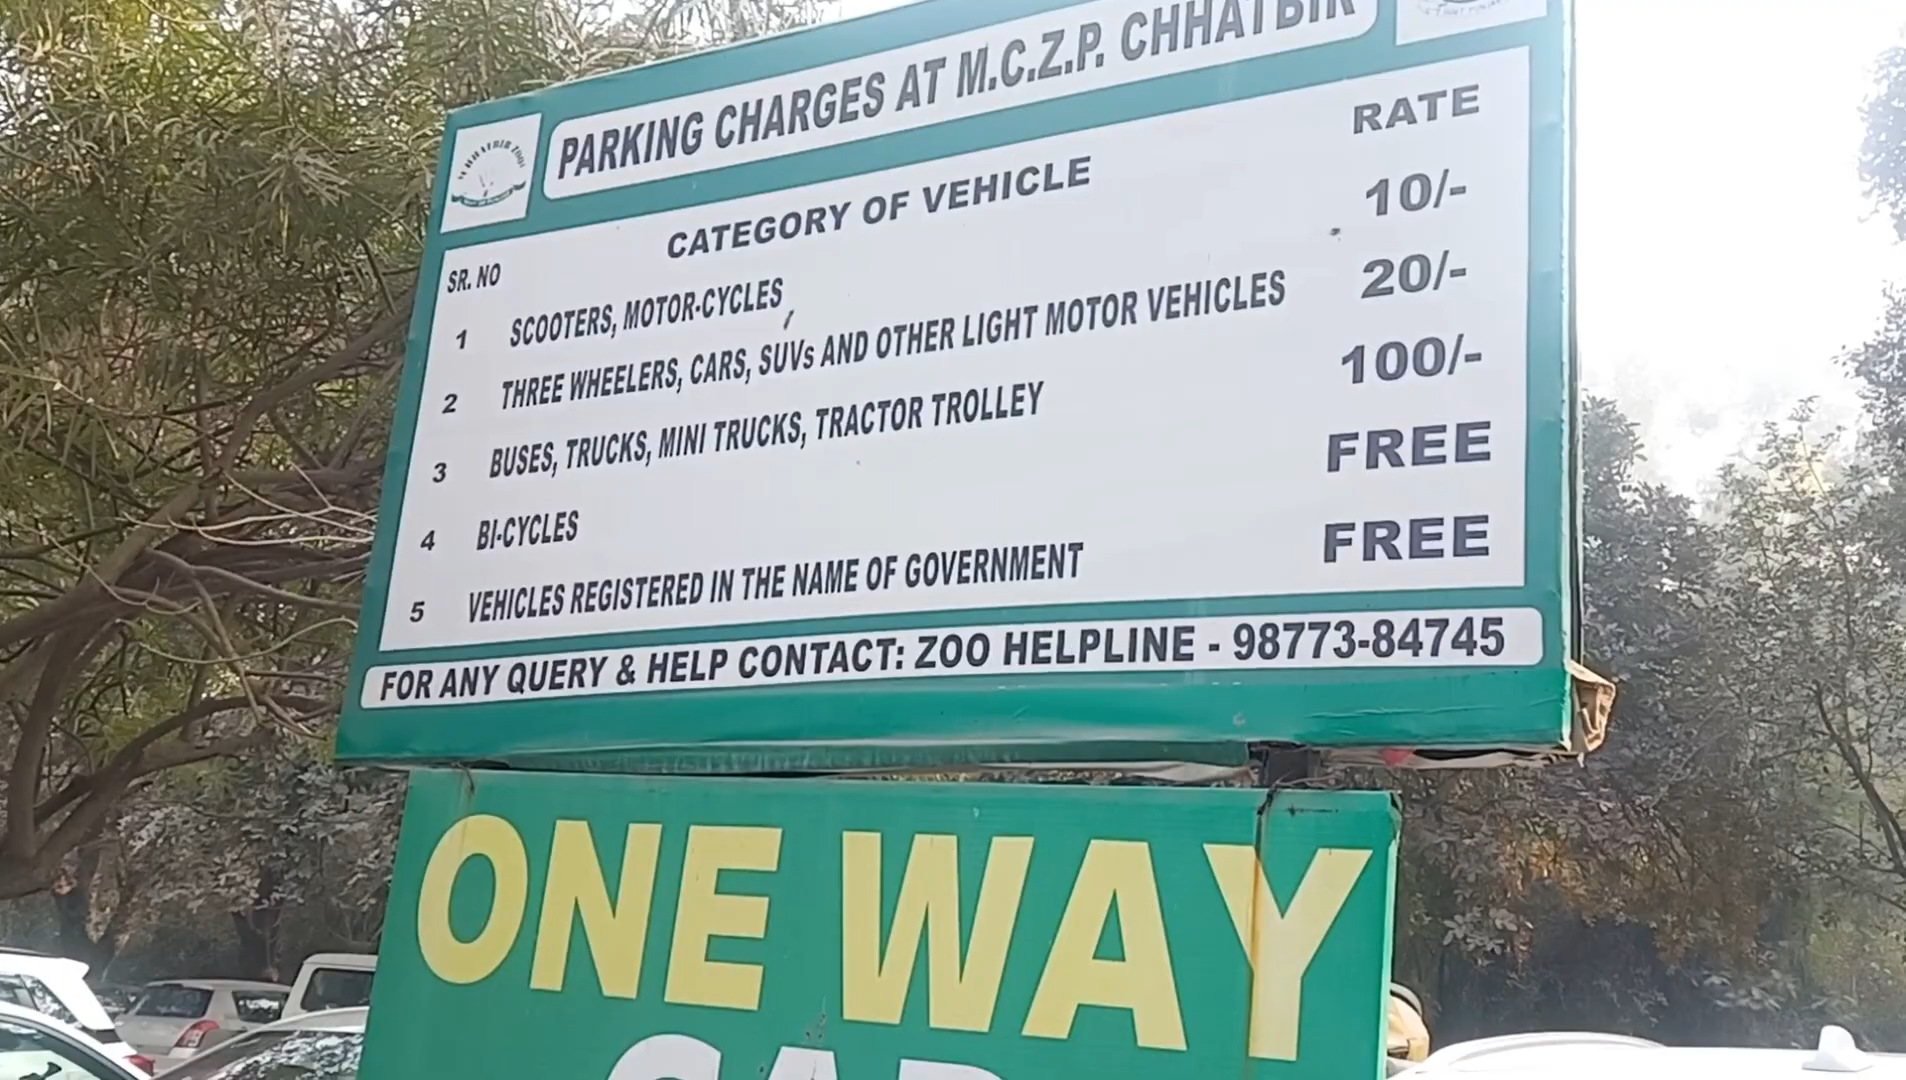 PARKING CHARGES AT M.C.Z.P. CHHATBIR
SR. NO CATEGORY OF VEHICLE RATE
1 SCOOTERS, MOTOR-CYCLES 10/-
2 THREE WHEELERS, CARS, SUVs AND OTHER LIGHT MOTOR VEHICLES 20/-
3 BUSES, TRUCKS, MINI TRUCKS, TRACTOR TROLLEY 100/-
4 BI-CYCLES FREE
5 VEHICLES REGISTERED IN THE NAME OF GOVERNMENT FREE
FOR ANY QUERY & HELP CONTACT: ZOO HELPLINE - 98773-84745
ONE WAY